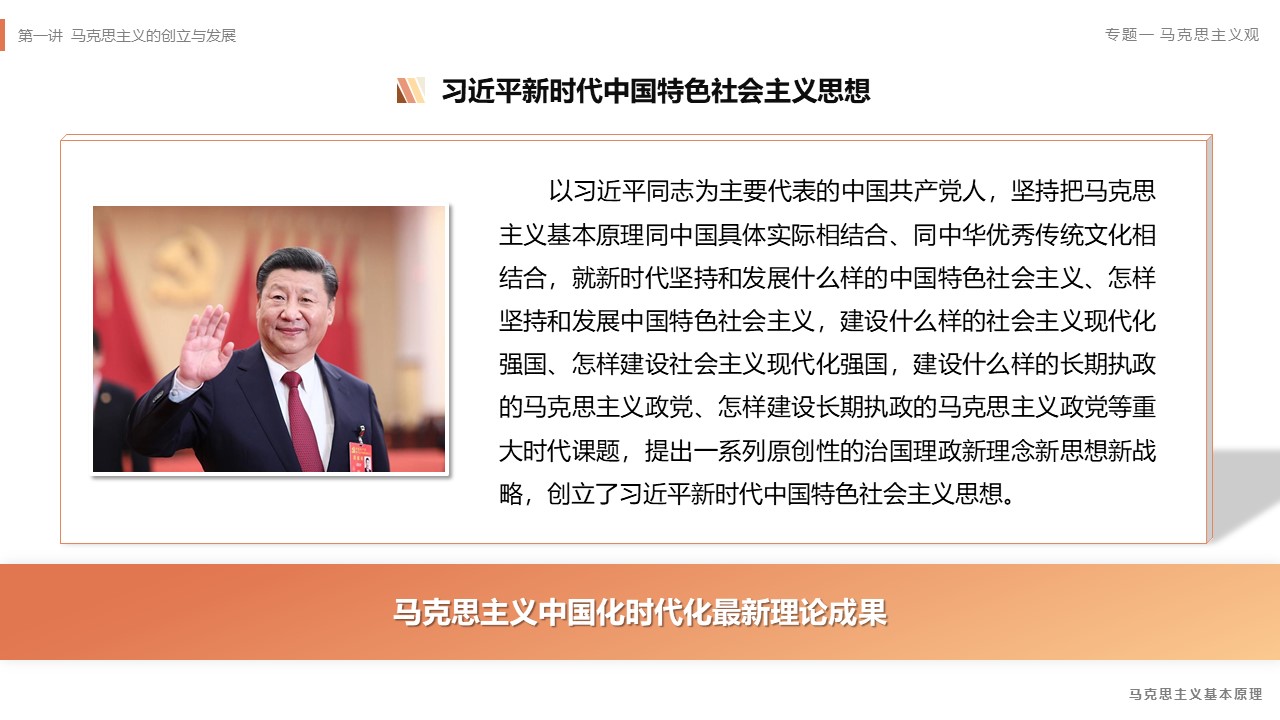 第一讲 马克思主义的创立与发展
专题一 马克思主义观
习近平新时代中国特色社会主义思想
以习近平同志为主要代表的中国共产党人，坚持把马克思
主义基本原理同中国具体实际相结合、同中华优秀传统文化相
结合，就新时代坚持和发展什么样的中国特色社会主义、怎样
坚持和发展中国特色社会主义，建设什么样的社会主义现代化
强国、怎样建设社会主义现代化强国，建设什么样的长期执政
的马克思主义政党、怎样建设长期执政的马克思主义政党等重
大时代课题，提出一系列原创性的治国理政新理念新思想新战
略，创立了习近平新时代中国特色社会主义思想。
马克思主义中国化时代化最新理论成果
马克思主义基本原理